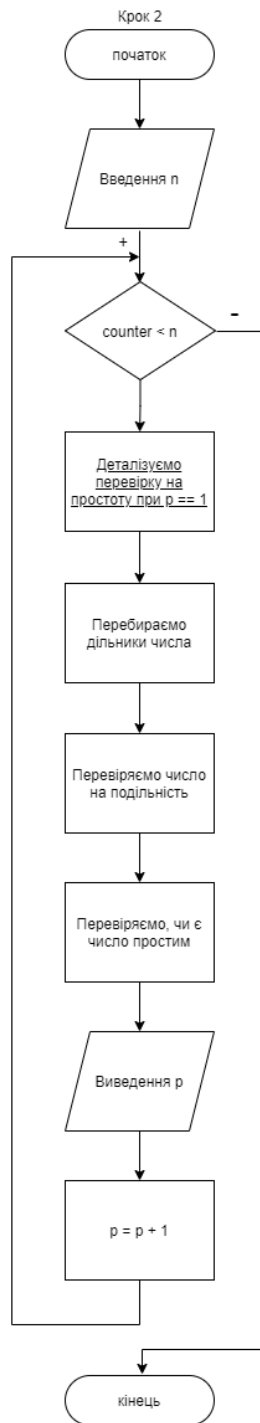 Крок 2
початок
Введення n
+
counter < n
-
Деталізуємо
перевірку на
простоту при p == 1
Перебираємо
дільники числа
Перевіряємо число
на подільність
Перевіряємо, чи є
число простим
Виведення p
p = p + 1
кінець